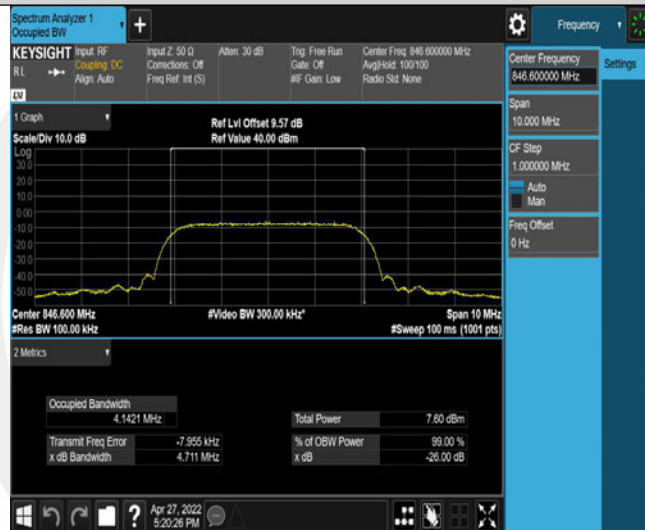 Spectrum Analyzer 1
Occupied BW
Frequency
KEYSIGHT
RL
Input: RF
Coupling: DC
Align: Auto
Input Z: 50 Ω
Corrections: Off
Freq Ref: Int (S)
Atten: 30 dB
Trig: Free Run
Gate: Off
#IF Gain: Low
Center Freq: 846.600000 MHz
Avg|Hold: 100/100
Radio Std: None
LXI
Center Frequency
846.600000 MHz
Settings
Span
10.000 MHz
CF Step
1.000000 MHz
Auto
Man
Freq Offset
0 Hz
1 Graph
Scale/Div 10.0 dB
Ref Lvl Offset 9.57 dB
Ref Value 40.00 dBm
Log
30.0
20.0
10.0
0.00
-10.0
-20.0
-30.0
-40.0
-50.0
Center 846.600 MHz
#Res BW 100.00 kHz
#Video BW 300.00 kHz*
Span 10 MHz
#Sweep 100 ms (1001 pts)
2 Metrics
Occupied Bandwidth
4.1421 MHz
Total Power 7.60 dBm
Transmit Freq Error -7.955 kHz
% of OBW Power 99.00 %
x dB Bandwidth 4.711 MHz
x dB -26.00 dB
?
Apr 27, 2022
5:20:26 PM